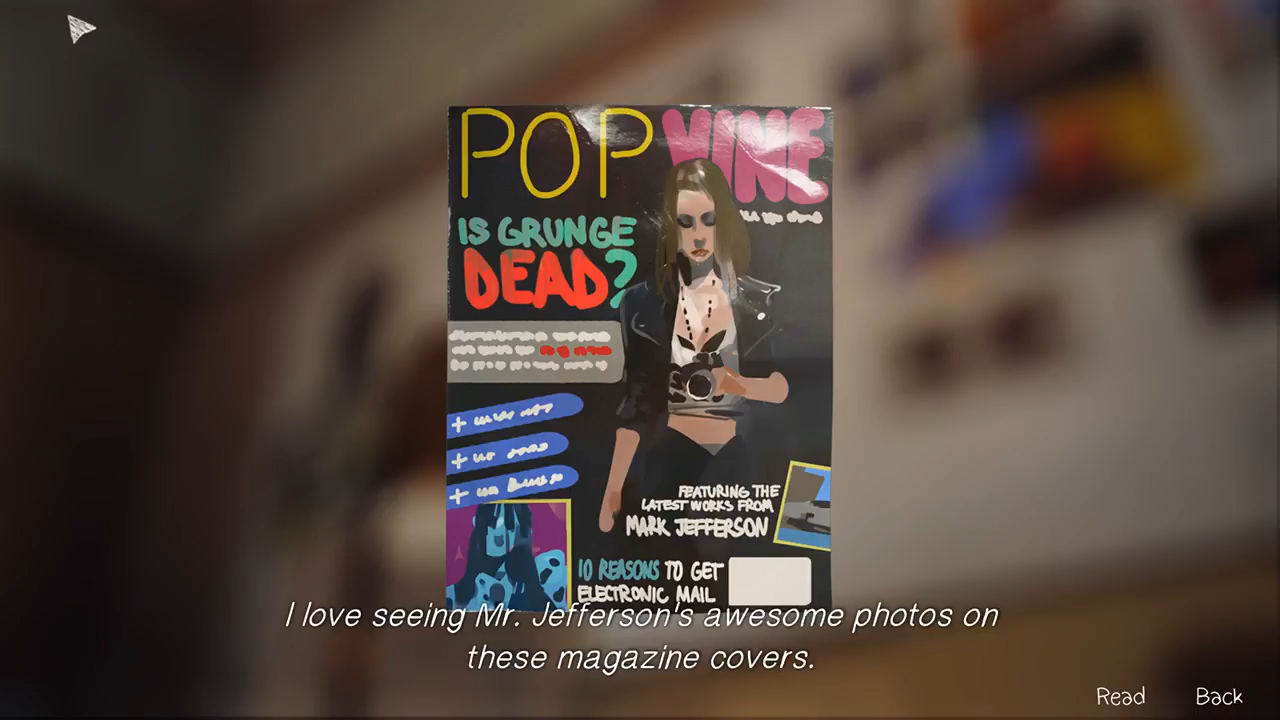 POP VINE
IS GRUNGE
DEAD?
FEATURING THE
LATEST WORKS FROM
MARK JEFFERSON
10 REASONS TO GET
ELECTRONIC MAIL
I love seeing Mr. Jefferson's awesome photos on
these magazine covers.
Read Back